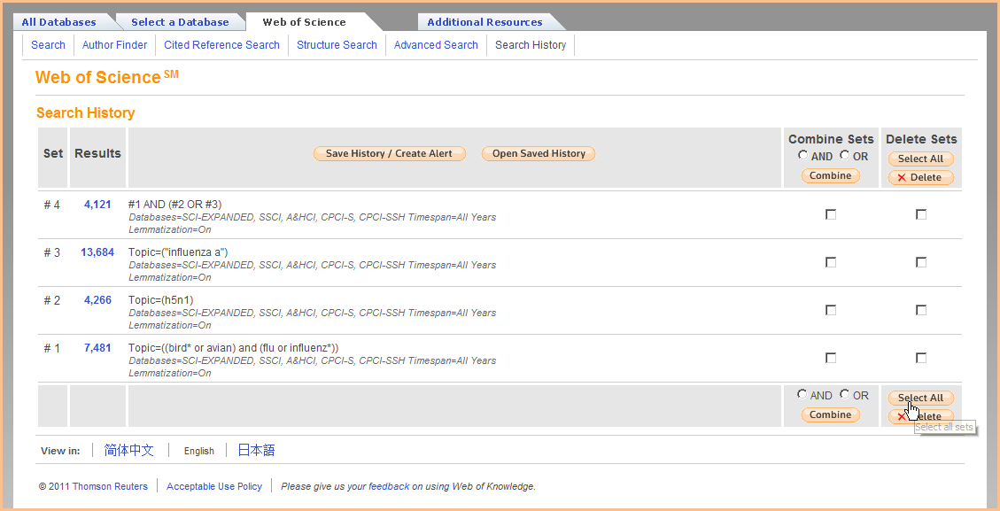 All Databases Select a Database Web of Science Additional Resources
Search Author Finder Cited Reference Search Structure Search Advanced Search Search History
Web of Science SM
Search History
Set Results Save History / Create Alert Open Saved History Combine Sets Delete Sets
AND OR Select All
Combine Delete
# 4 4,121 #1 AND (#2 OR #3)
Databases=SCI-EXPANDED, SSCI, A&HCI, CPCI-S, CPCI-SSH Timespan=All Years
Lemmatization=On
# 3 13,684 Topic=("influenza a")
Databases=SCI-EXPANDED, SSCI, A&HCI, CPCI-S, CPCI-SSH Timespan=All Years
Lemmatization=On
# 2 4,266 Topic=(h5n1)
Databases=SCI-EXPANDED, SSCI, A&HCI, CPCI-S, CPCI-SSH Timespan=All Years
Lemmatization=On
# 1 7,481 Topic=((bird* or avian) and (flu or influenz*))
Databases=SCI-EXPANDED, SSCI, A&HCI, CPCI-S, CPCI-SSH Timespan=All Years
Lemmatization=On
AND OR Select All
Combine Delete
Select all sets
View in: 简体中文 English 日本語
© 2011 Thomson Reuters Acceptable Use Policy Please give us your feedback on using Web of Knowledge.